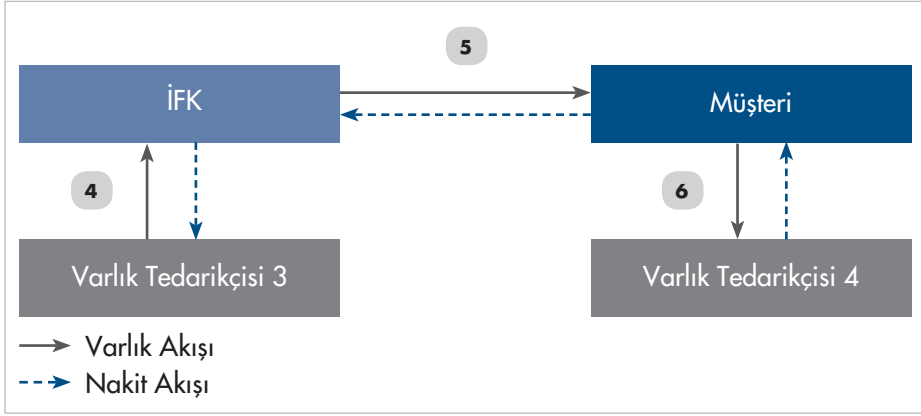 5
İFK
Müşteri
4
6
Varlık Tedarikçisi 3
Varlık Tedarikçisi 4
Varlık Akışı
Nakit Akışı